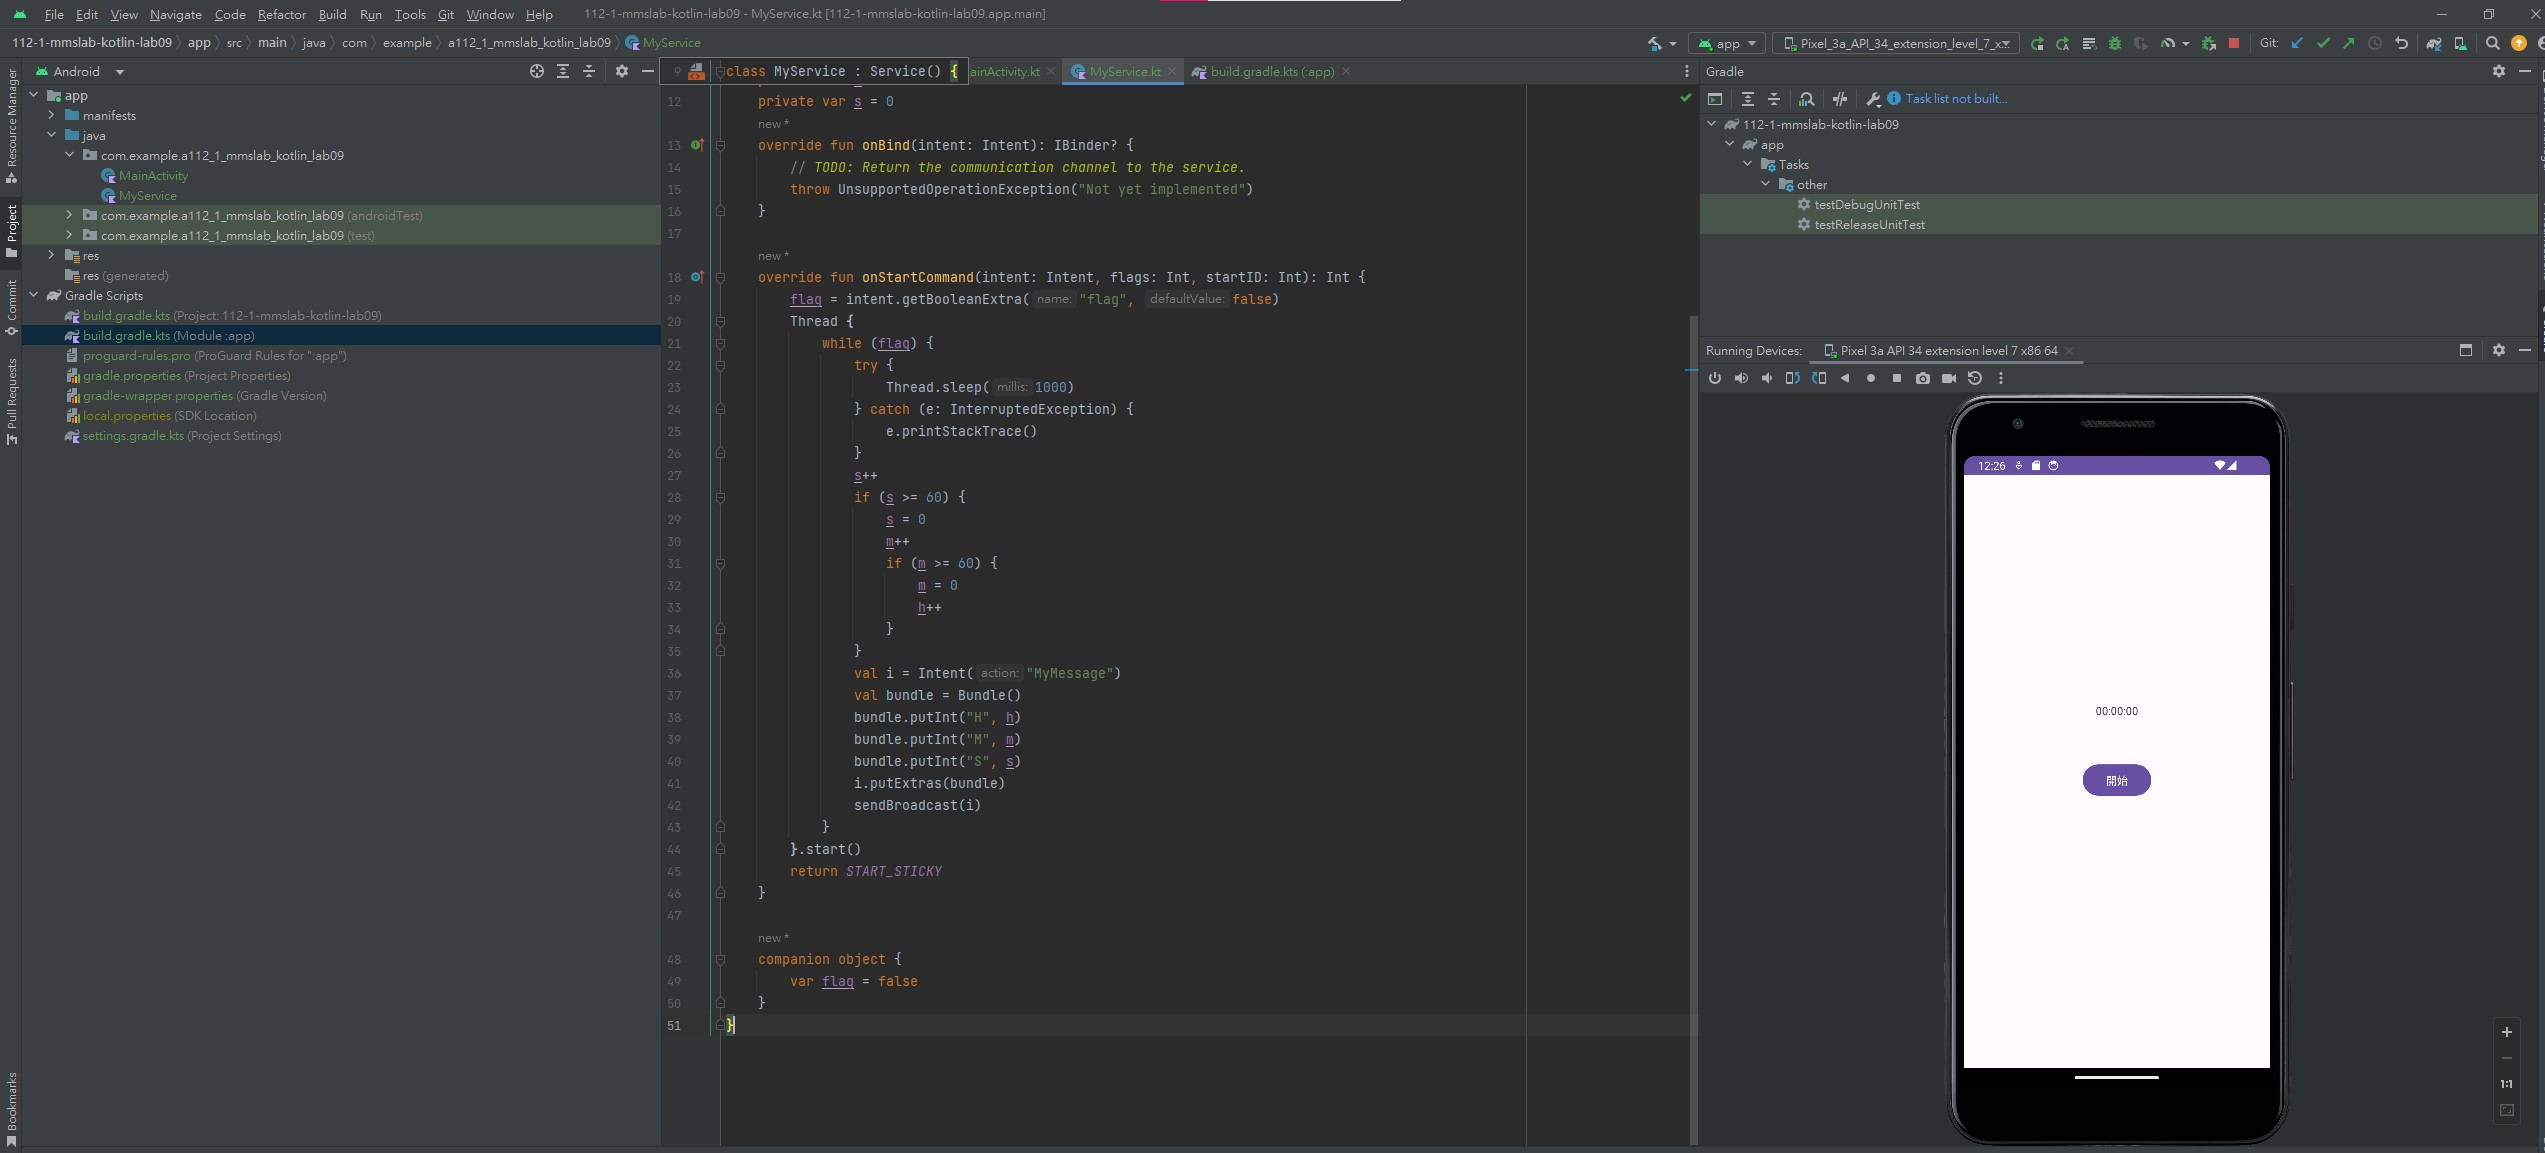 File Edit View Navigate Code Refactor Build Run Tools Git Window Help 112-1-mmslab-kotlin-lab09 - MyService.kt [112-1-mmslab-kotlin-lab09.app.main]
112-1-mmslab-kotlin-lab09 app src main java com example a112_1_mmslab_kotlin_lab09 MyService
app Pixel_3a_API_34_extension_level_7_x... Git:
Resource Manager
Project
Commit
Pull Requests
Bookmarks
Android
app
manifests
java
com.example.a112_1_mmslab_kotlin_lab09
MainActivity
MyService
com.example.a112_1_mmslab_kotlin_lab09 (androidTest)
com.example.a112_1_mmslab_kotlin_lab09 (test)
res
res (generated)
Gradle Scripts
build.gradle.kts (Project: 112-1-mmslab-kotlin-lab09)
build.gradle.kts (Module :app)
proguard-rules.pro (ProGuard Rules for ":app")
gradle.properties (Project Properties)
gradle-wrapper.properties (Gradle Version)
local.properties (SDK Location)
settings.gradle.kts (Project Settings)
9 class MyService : Service() { ainActivity.kt MyService.kt build.gradle.kts (:app)
12 private var s = 0
new *
13 override fun onBind(intent: Intent): IBinder? {
14 // TODO: Return the communication channel to the service.
15 throw UnsupportedOperationException("Not yet implemented")
16 }
17
new *
18 override fun onStartCommand(intent: Intent, flags: Int, startID: Int): Int {
19 flag = intent.getBooleanExtra( name: "flag", defaultValue: false)
20 Thread {
21 while (flag) {
22 try {
23 Thread.sleep( millis: 1000)
24 } catch (e: InterruptedException) {
25 e.printStackTrace()
26 }
27 s++
28 if (s >= 60) {
29 s = 0
30 m++
31 if (m >= 60) {
32 m = 0
33 h++
34 }
35 }
36 val i = Intent( action: "MyMessage")
37 val bundle = Bundle()
38 bundle.putInt("H", h)
39 bundle.putInt("M", m)
40 bundle.putInt("S", s)
41 i.putExtras(bundle)
42 sendBroadcast(i)
43 }
44 }.start()
45 return START_STICKY
46 }
47
new *
48 companion object {
49 var flag = false
50 }
51 }
Gradle
Task list not built...
112-1-mmslab-kotlin-lab09
app
Tasks
other
testDebugUnitTest
testReleaseUnitTest
Running Devices: Pixel 3a API 34 extension level 7 x86 64
12:26
00:00:00
開始
1:1